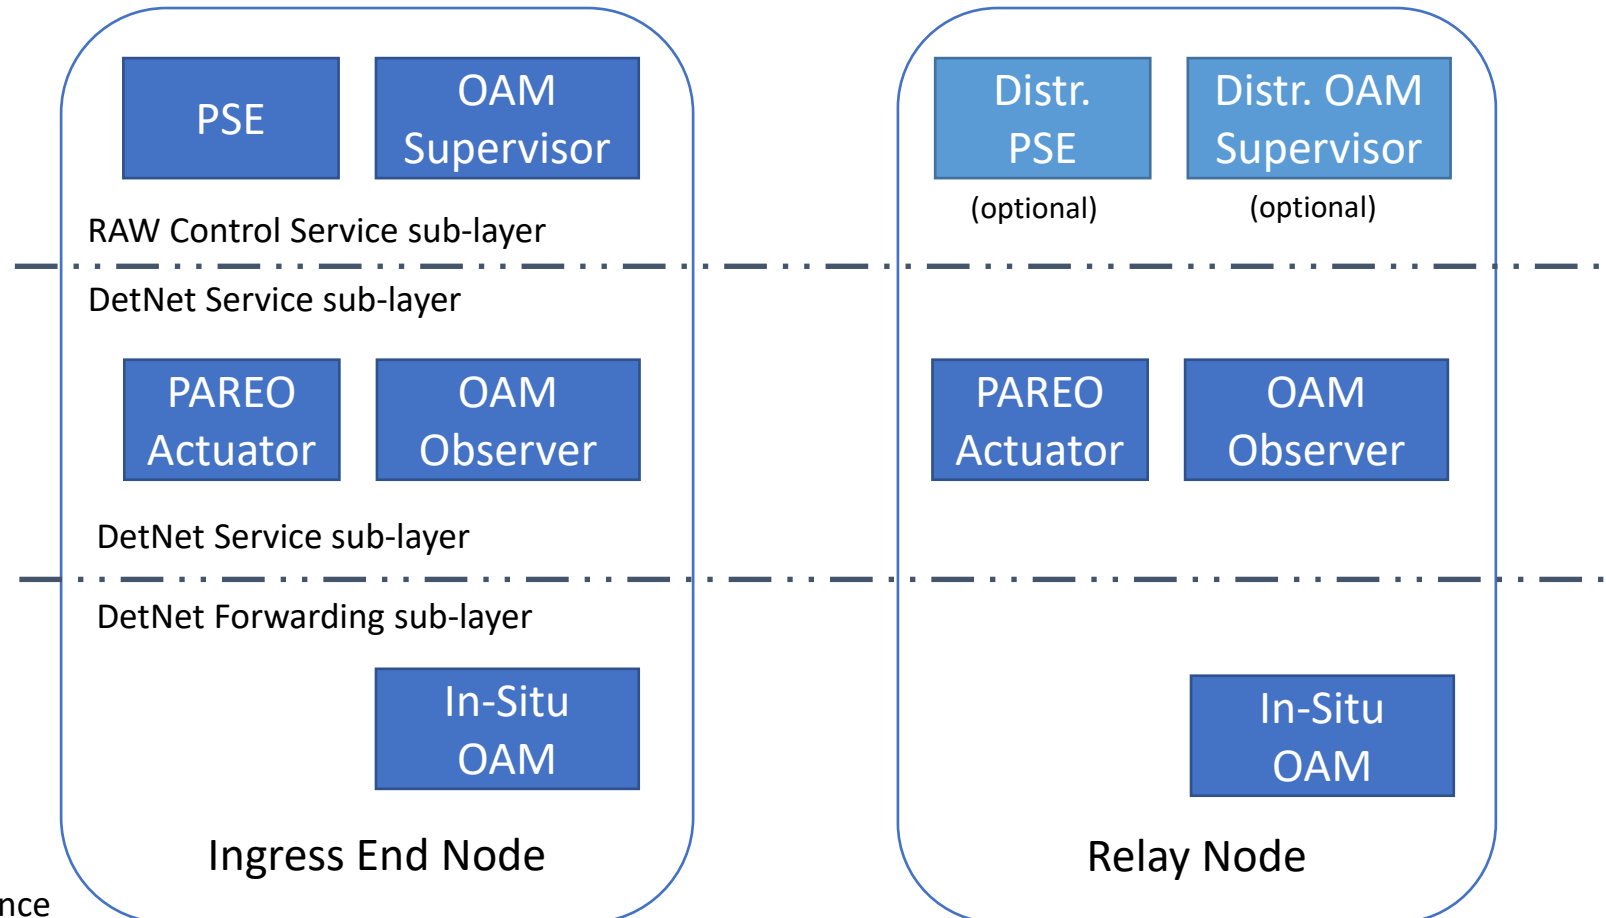 PSE
OAM
Supervisor
Distr.
PSE
(optional)
Distr. OAM
Supervisor
(optional)
RAW Control Service sub-layer
DetNet Service sub-layer
PAREO
Actuator
OAM
Observer
PAREO
Actuator
OAM
Observer
DetNet Service sub-layer
DetNet Forwarding sub-layer
In-Situ
OAM
In-Situ
OAM
Ingress End Node
Relay Node
nce